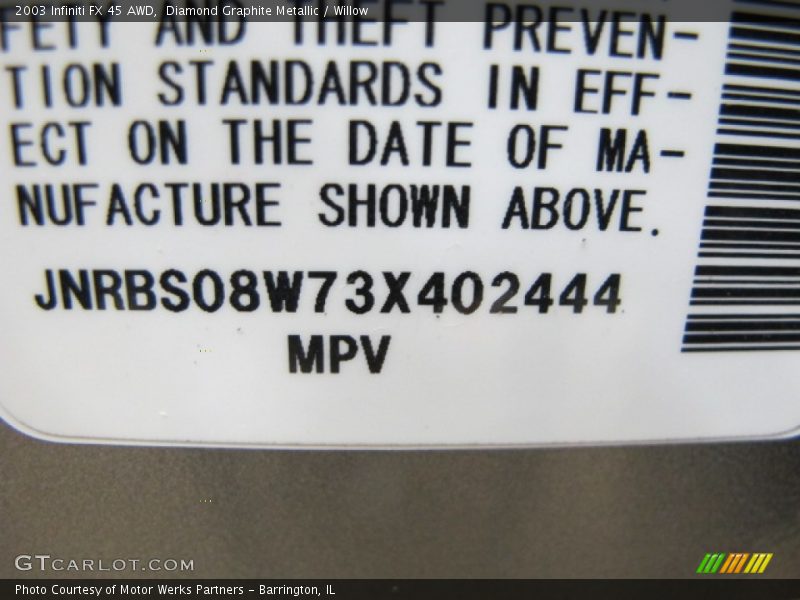 2003 Infiniti FX 45 AWD, Diamond Graphite Metallic / Willow
FETY AND THEFT PREVEN-
TION STANDARDS IN EFF-
ECT ON THE DATE OF MA-
NUFACTURE SHOWN ABOVE.
JNRBS08W73X402444
MPV
GTCARLOT.COM
Photo Courtesy of Motor Werks Partners - Barrington, IL